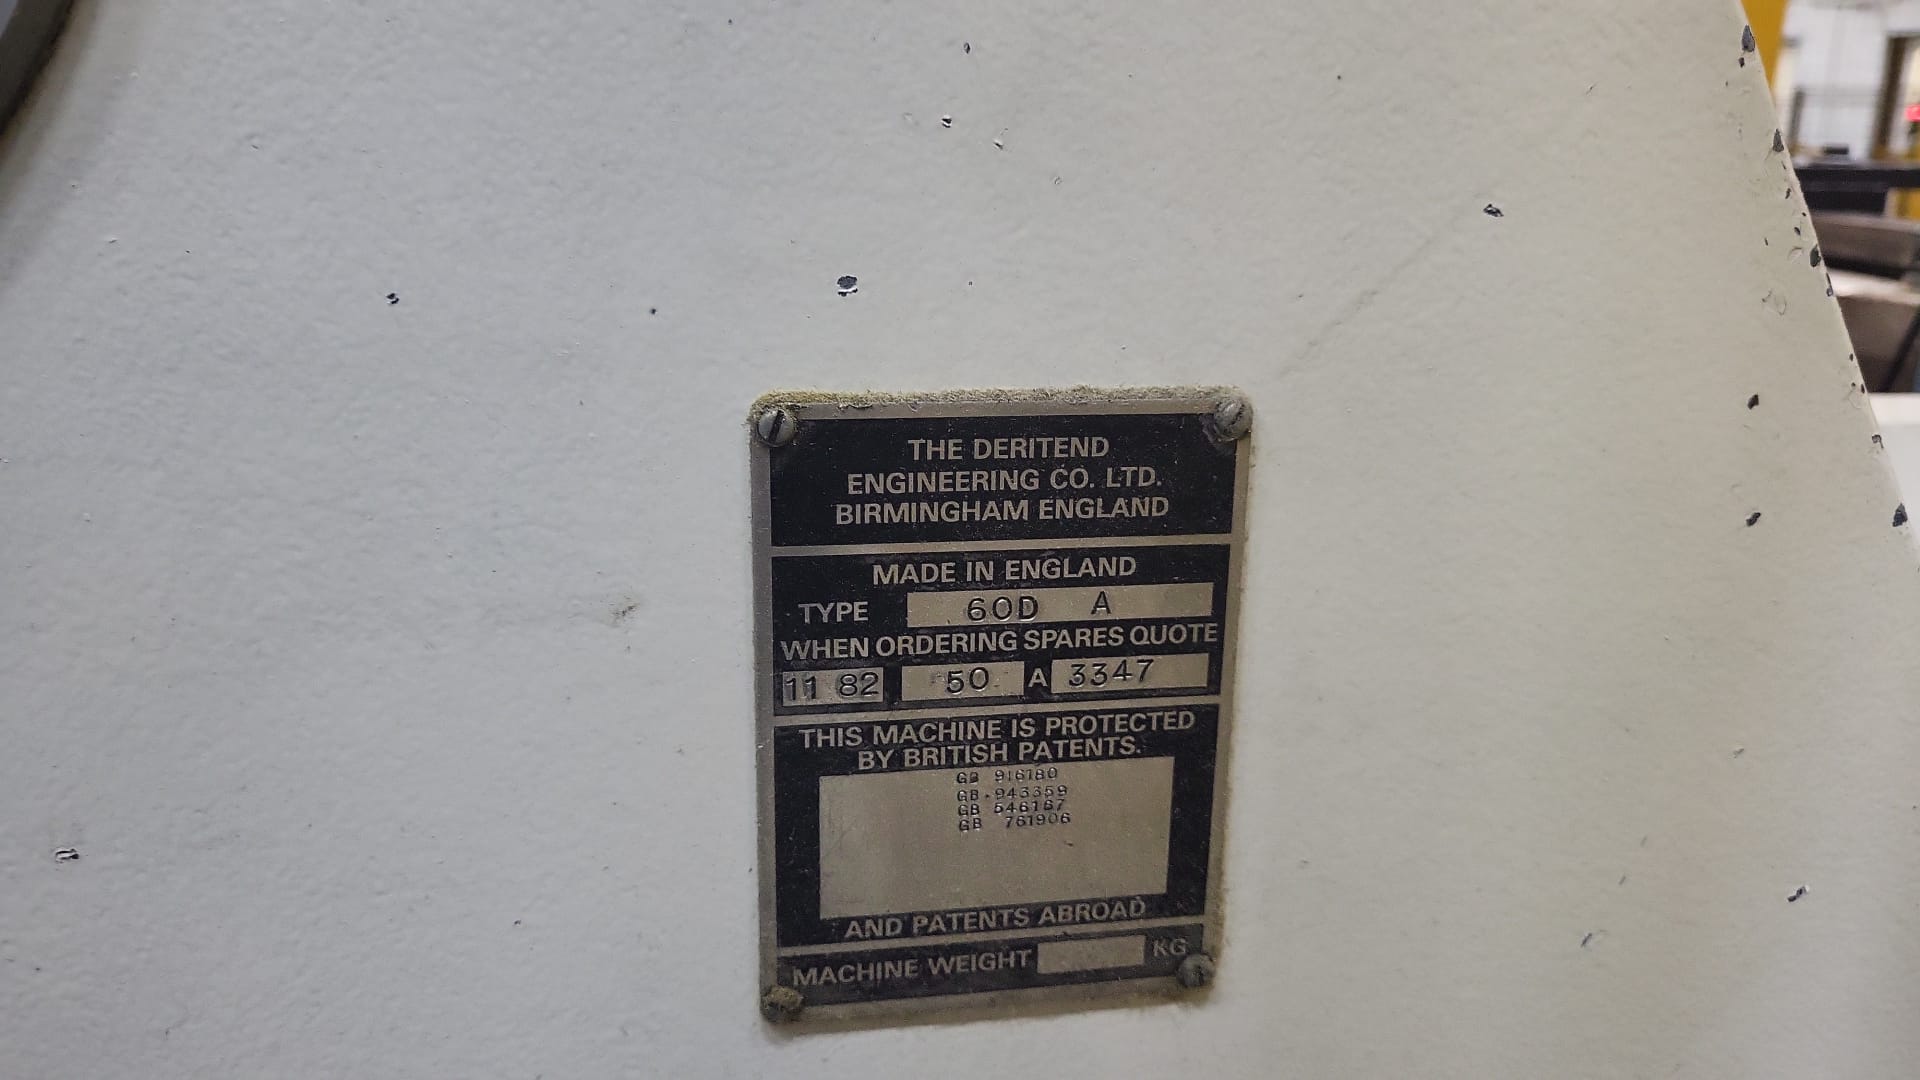 THE DERITEND
ENGINEERING CO. LTD.
BIRMINGHAM ENGLAND
MADE IN ENGLAND
TYPE 60D A
WHEN ORDERING SPARES QUOTE
11 82 50 A 3347
THIS MACHINE IS PROTECTED
BY BRITISH PATENTS.
GB 916180
GB.943359
GB 546167
GB 761906
AND PATENTS ABROAD
MACHINE WEIGHT KG